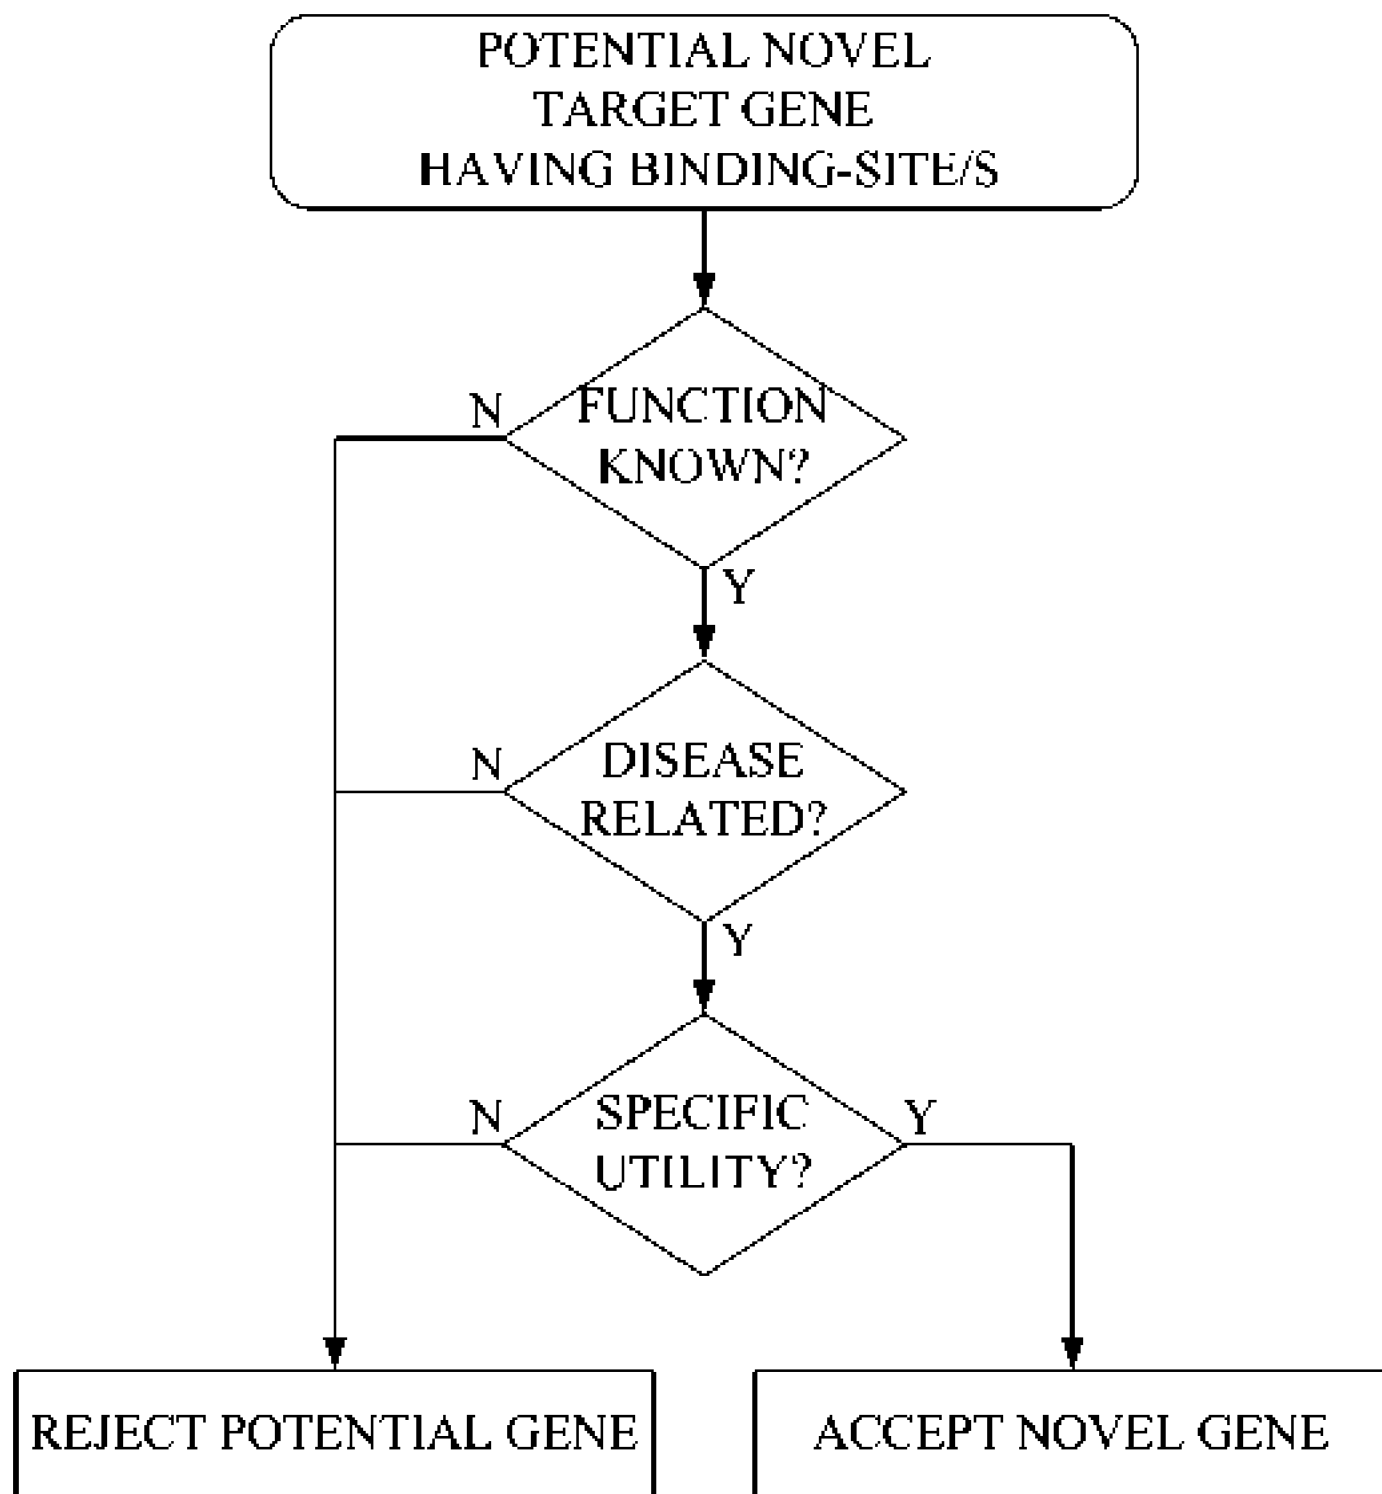 POTENTIAL NOVEL
TARGET GENE
HAVING BINDING-SITE/S
N
FUNCTION
KNOWN?
Y
N
DISEASE
RELATED?
Y
N
SPECIFIC
UTILITY?
Y
REJECT POTENTIAL GENE
ACCEPT NOVEL GENE